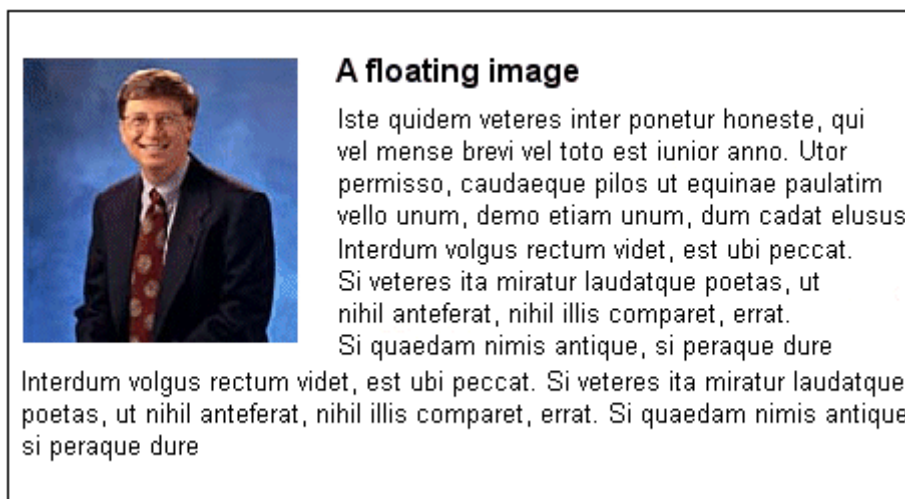 A floating image
Iste quidem veteres inter ponetur honeste, qui
vel mense brevi vel toto est iunior anno. Utor
permisso, caudaeque pilos ut equinae paulatim
vello unum, demo etiam unum, dum cadat elusus
Interdum volgus rectum videt, est ubi peccat.
Si veteres ita miratur laudatque poetas, ut
nihil anteferat, nihil illis comparet, errat.
Si quaedam nimis antique, si peraque dure
Interdum volgus rectum videt, est ubi peccat. Si veteres ita miratur laudatque
poetas, ut nihil anteferat, nihil illis comparet, errat. Si quaedam nimis antique
si peraque dure